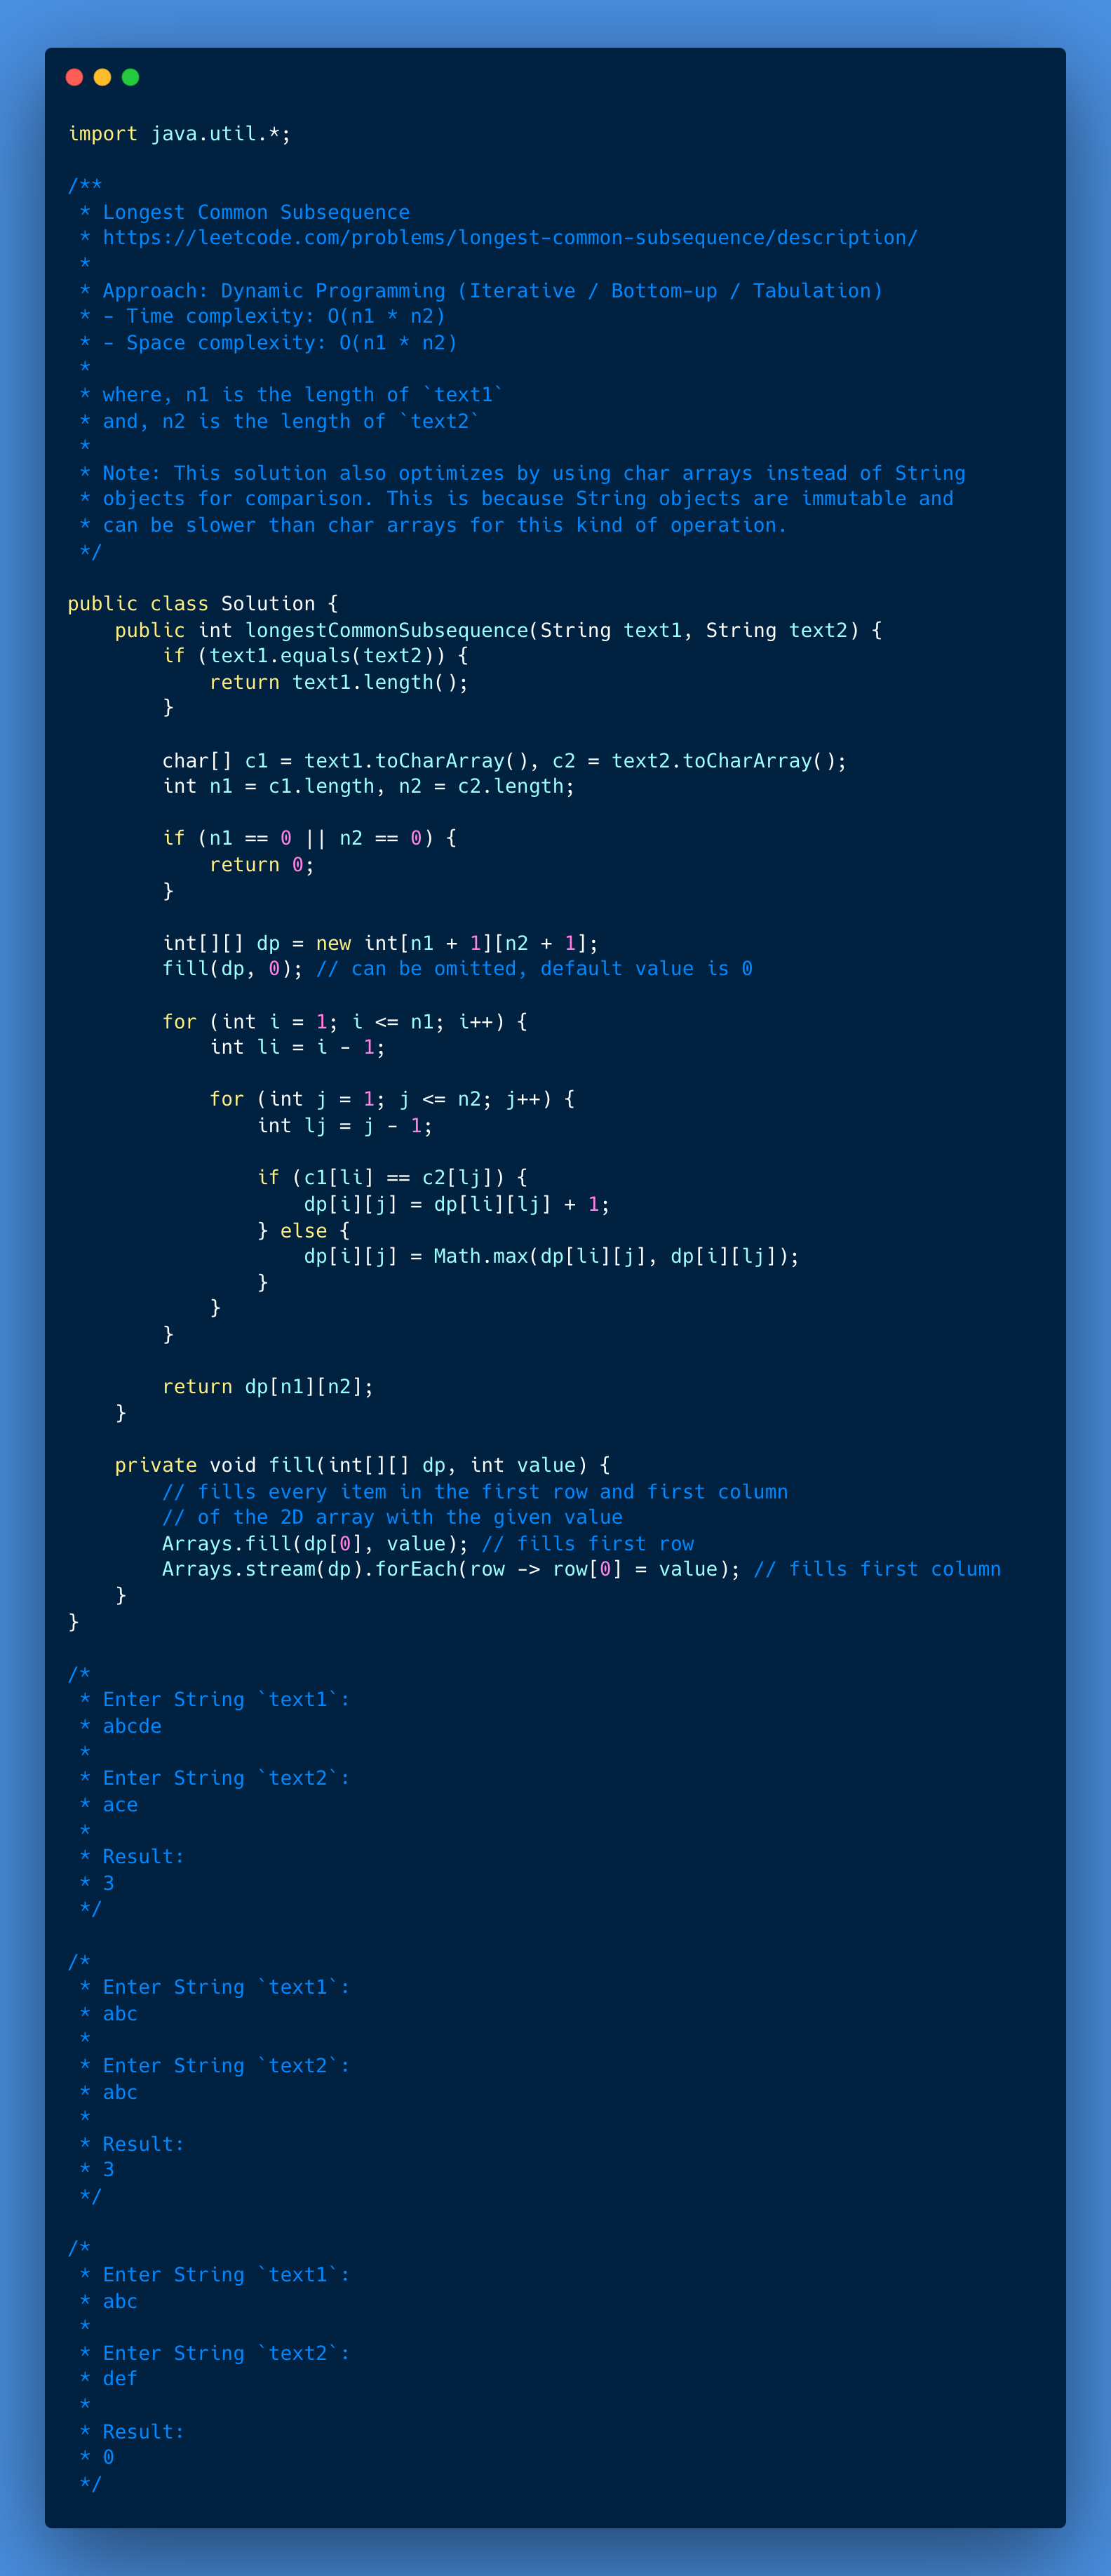 import java.util.*;

/**
 * Longest Common Subsequence
 * https://leetcode.com/problems/longest-common-subsequence/description/
 *
 * Approach: Dynamic Programming (Iterative / Bottom-up / Tabulation)
 * - Time complexity: O(n1 * n2)
 * - Space complexity: O(n1 * n2)
 *
 * where, n1 is the length of `text1`
 * and, n2 is the length of `text2`
 *
 * Note: This solution also optimizes by using char arrays instead of String
 * objects for comparison. This is because String objects are immutable and
 * can be slower than char arrays for this kind of operation.
 */

public class Solution {
    public int longestCommonSubsequence(String text1, String text2) {
        if (text1.equals(text2)) {
            return text1.length();
        }

        char[] c1 = text1.toCharArray(), c2 = text2.toCharArray();
        int n1 = c1.length, n2 = c2.length;

        if (n1 == 0 || n2 == 0) {
            return 0;
        }

        int[][] dp = new int[n1 + 1][n2 + 1];
        fill(dp, 0); // can be omitted, default value is 0

        for (int i = 1; i <= n1; i++) {
            int li = i - 1;

            for (int j = 1; j <= n2; j++) {
                int lj = j - 1;

                if (c1[li] == c2[lj]) {
                    dp[i][j] = dp[li][lj] + 1;
                } else {
                    dp[i][j] = Math.max(dp[li][j], dp[i][lj]);
                }
            }
        }

        return dp[n1][n2];
    }

    private void fill(int[][] dp, int value) {
        // fills every item in the first row and first column
        // of the 2D array with the given value
        Arrays.fill(dp[0], value); // fills first row
        Arrays.stream(dp).forEach(row -> row[0] = value); // fills first column
    }
}

/*
 * Enter String `text1`:
 * abcde
 *
 * Enter String `text2`:
 * ace
 *
 * Result:
 * 3
 */

/*
 * Enter String `text1`:
 * abc
 *
 * Enter String `text2`:
 * abc
 *
 * Result:
 * 3
 */

/*
 * Enter String `text1`:
 * abc
 *
 * Enter String `text2`:
 * def
 *
 * Result:
 * 0
 */